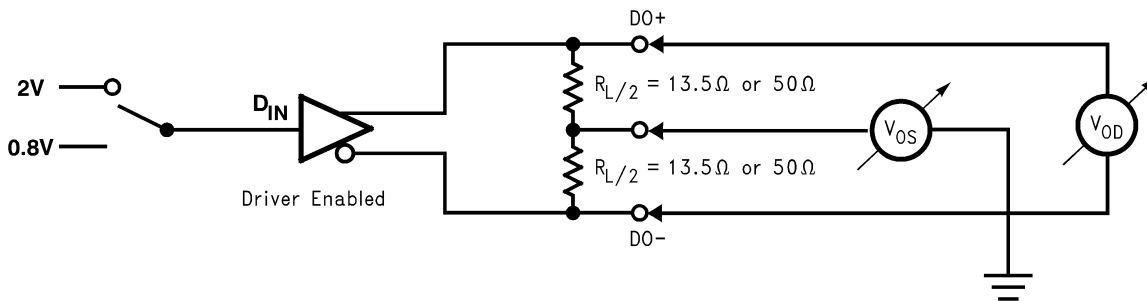 DO+
2V
D_IN
R_L/2 = 13.5Ω or 50Ω
V_OS
V_OD
0.8V
R_L/2 = 13.5Ω or 50Ω
Driver Enabled
DO−